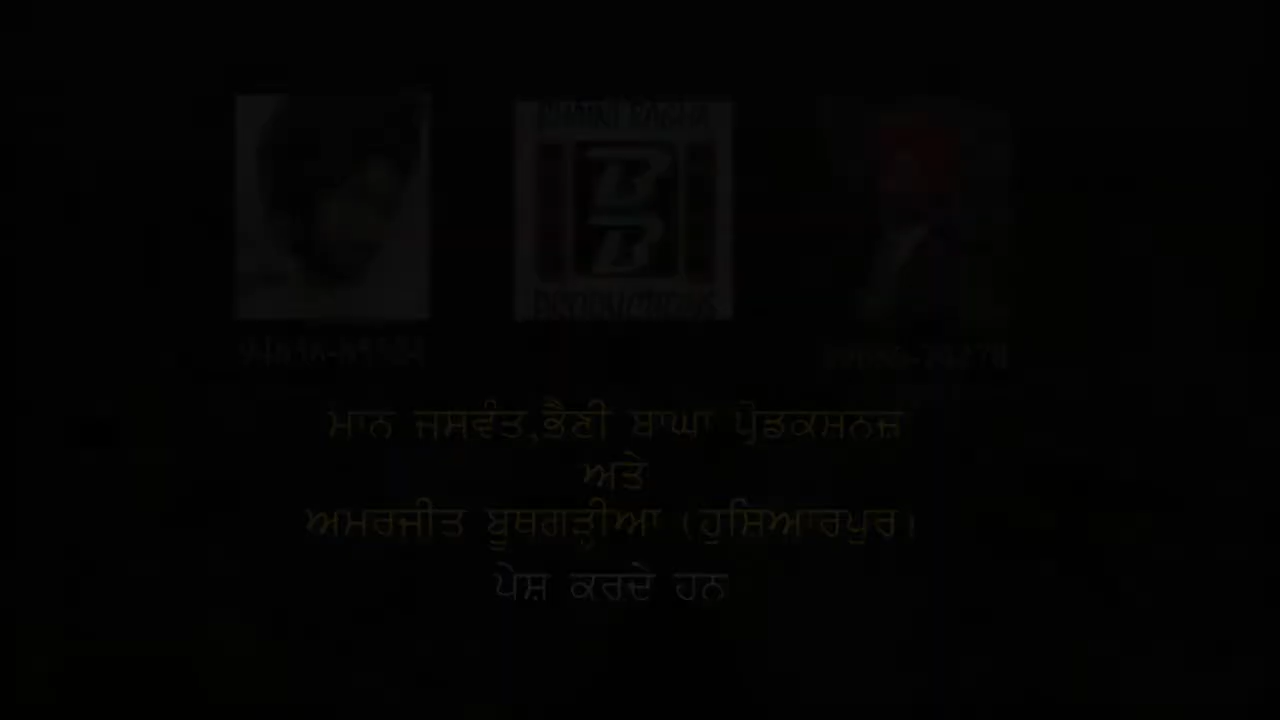 ਮਾਨ ਜਸਵੰਤ,ਭੈਣੀ ਬਾਘਾ ਪ੍ਰੋਡਕਸ਼ਨਜ਼
ਅਤੇ
ਅਮਰਜੀਤ ਬੂਥਗੜ੍ਹੀਆ (ਹੁਸ਼ਿਆਰਪੁਰ)
ਪੇਸ਼ ਕਰਦੇ ਹਨ